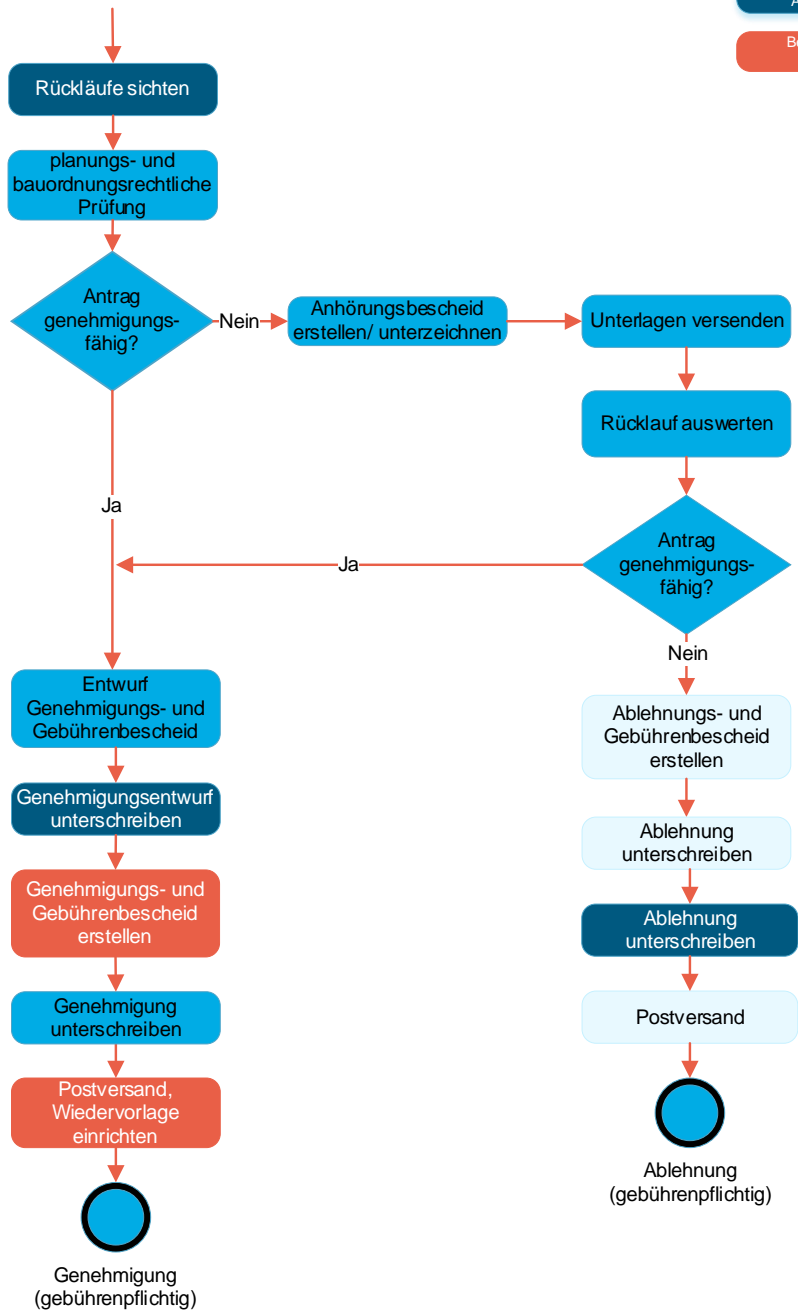 Rückläufe sichten
planungs- und
bauordnungsrechtliche
Prüfung
Antrag
genehmigungs-
fähig?
Nein
Anhörungsbescheid
erstellen/ unterzeichnen
Unterlagen versenden
Rücklauf auswerten
Ja
Antrag
genehmigungs-
fähig?
Ja
Nein
Entwurf
Genehmigungs- und
Gebührenbescheid
Genehmigungsentwurf
unterschreiben
Genehmigungs- und
Gebührenbescheid
erstellen
Genehmigung
unterschreiben
Postversand,
Wiedervorlage
einrichten
Genehmigung
(gebührenpflichtig)
Ablehnungs- und
Gebührenbescheid
erstellen
Ablehnung
unterschreiben
Ablehnung
unterschreiben
Postversand
Ablehnung
(gebührenpflichtig)